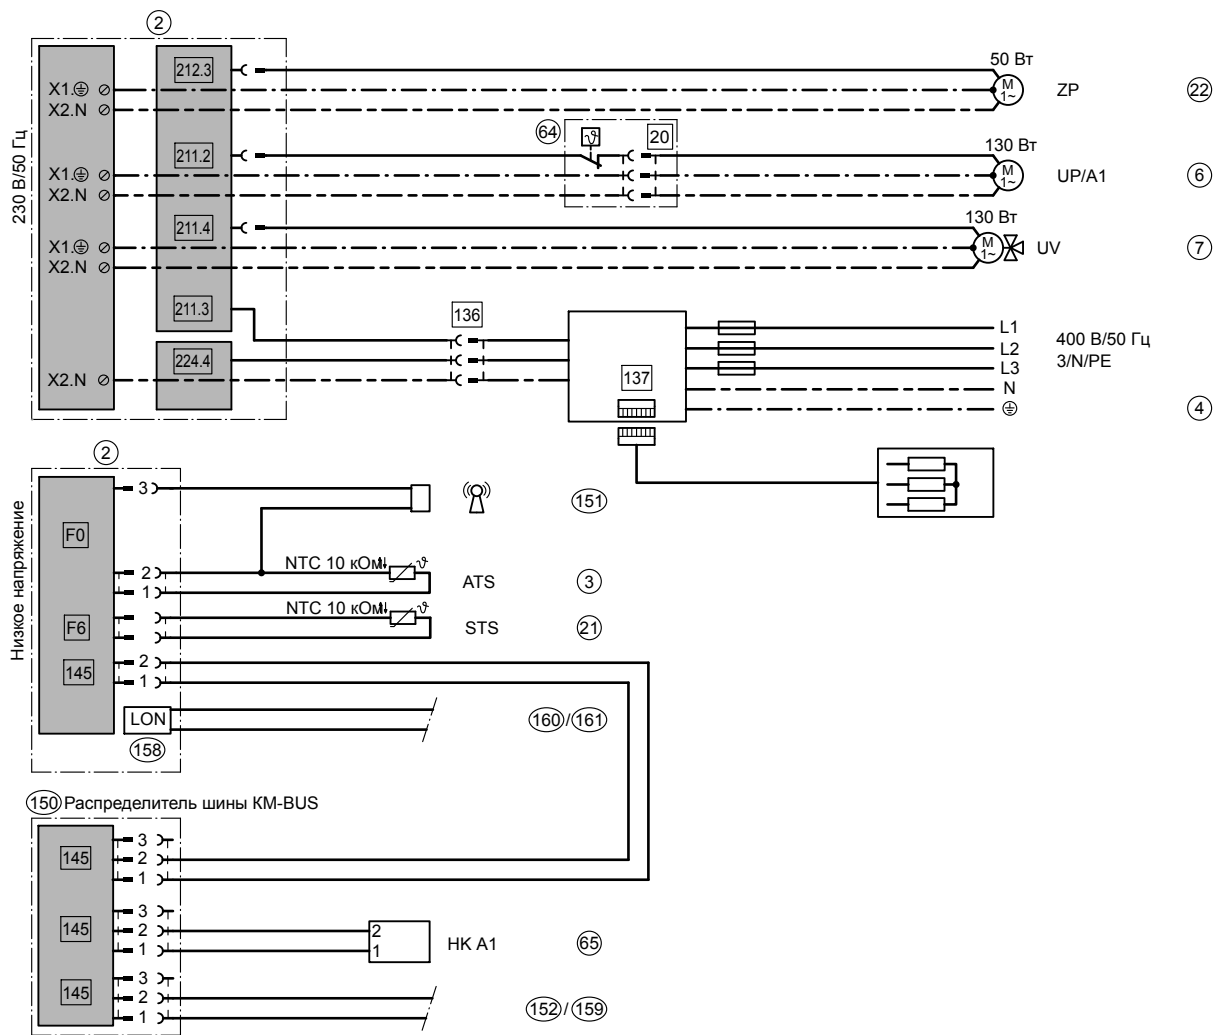 2
230 В/50 Гц
212.3
50 Вт
X1.
M
1~
ZP
22
X2.N
64
20
211.2
130 Вт
X1.
M
1~
UP/A1
6
X2.N
211.4
130 Вт
X1.
M
1~
UV
7
X2.N
211.3
136
L1
L2
L3
N
400 В/50 Гц
3/N/PE
224.4
X2.N
137
4
2
Низкое напряжение
3
151
F0
NTC 10 кОм
ϑ
2
1
ATS
3
NTC 10 кОм
ϑ
F6
STS
21
145
2
1
LON
158
160/161
150 Распределитель шины KM-BUS
145
3
2
1
145
3
2
1
2
1
HK A1
65
145
3
2
1
152/159